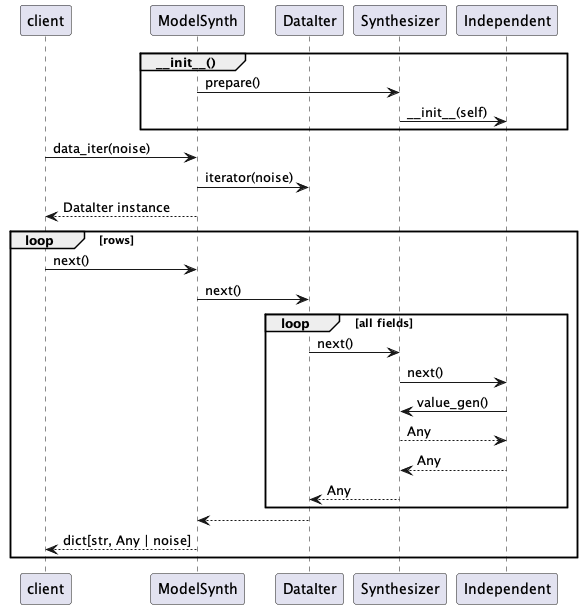 client ModelSynth DataIter Synthesizer Independent
__init__()
prepare()
__init__(self)
data_iter(noise)
iterator(noise)
DataIter instance
loop [rows]
next()
next()
loop [all fields]
next()
next()
value_gen()
Any
Any
Any
dict[str, Any | noise]
client ModelSynth DataIter Synthesizer Independent